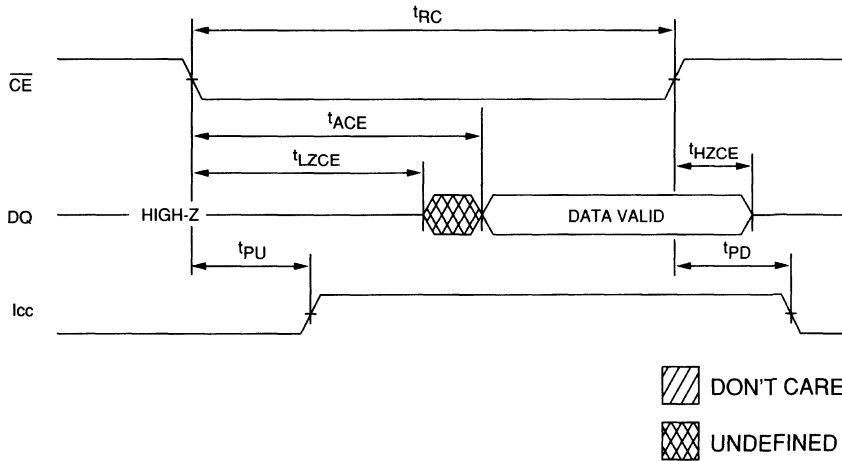 tRC
CE
tACE
tLZCE
tHZCE
DQ
HIGH-Z
DATA VALID
tPU
tPD
Icc
DON'T CARE
UNDEFINED